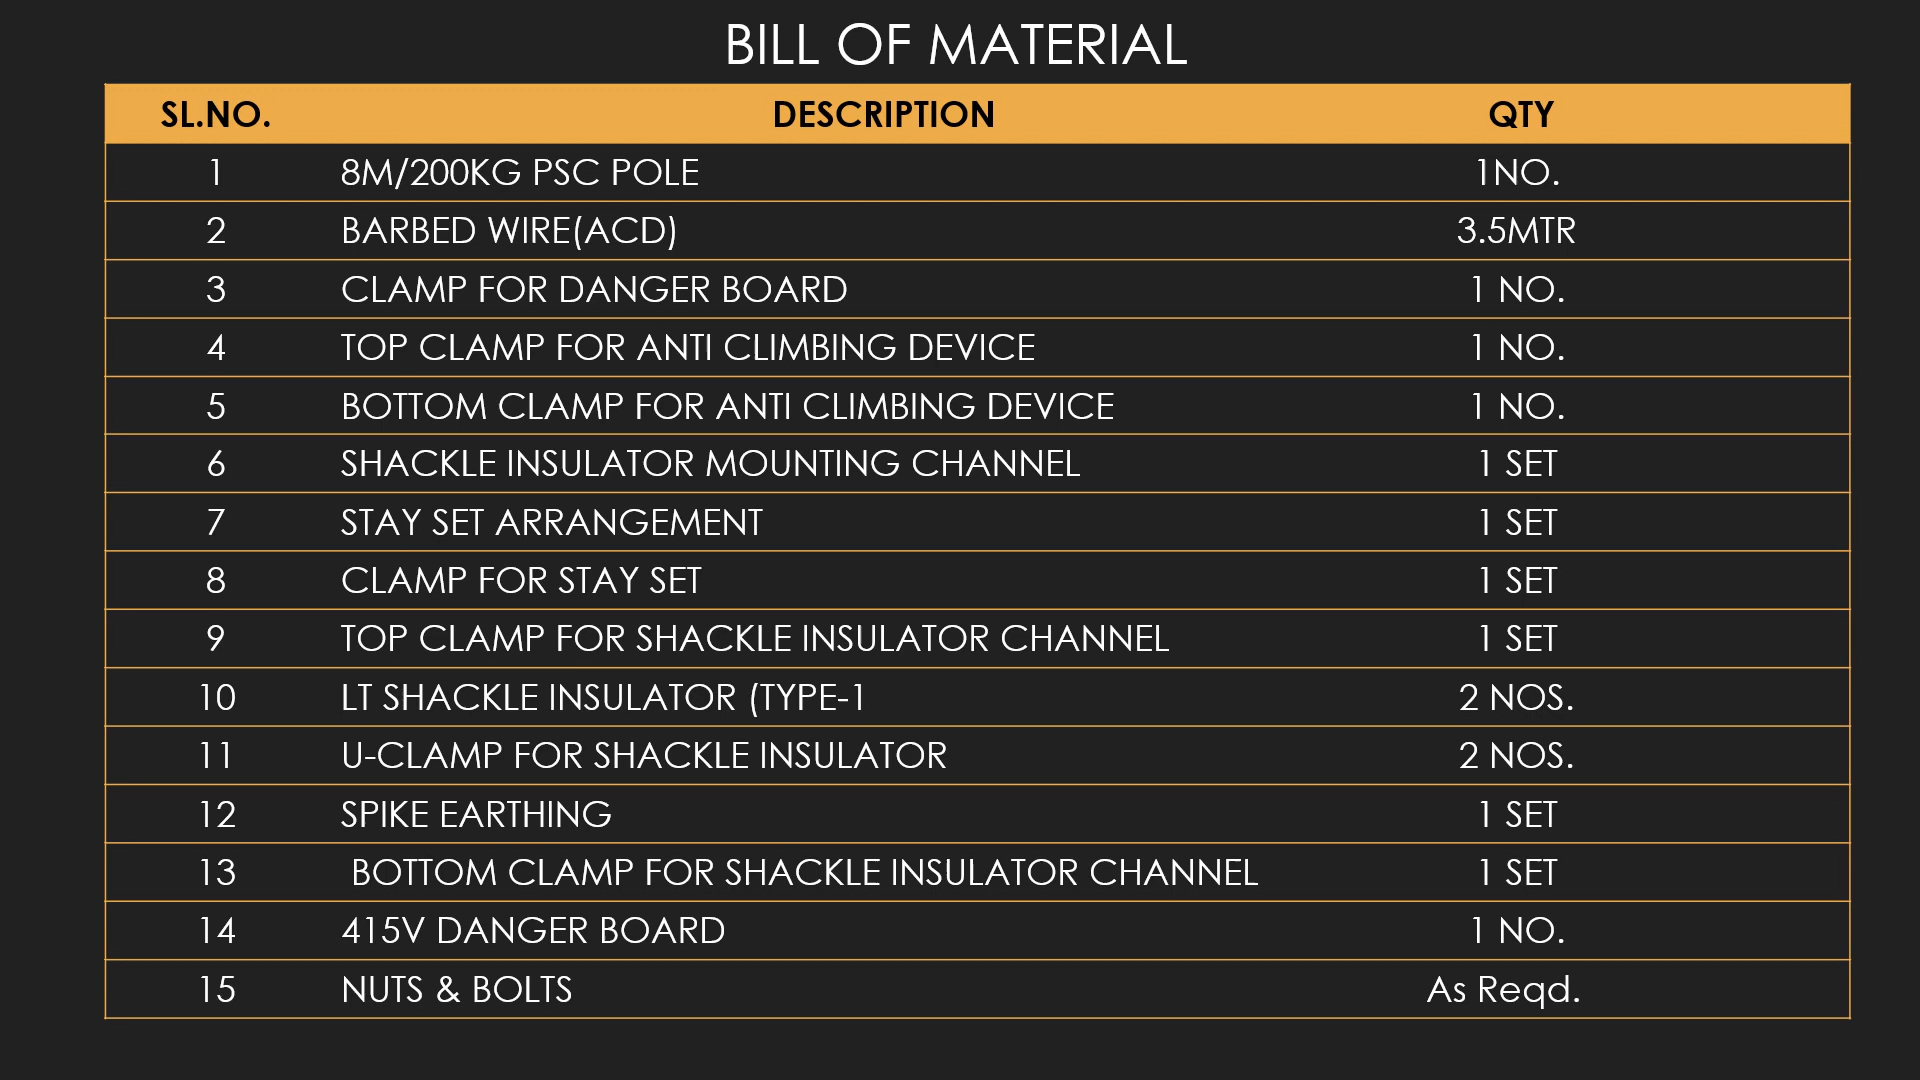 BILL OF MATERIAL
SL.NO. DESCRIPTION QTY
1 8M/200KG PSC POLE 1NO.
2 BARBED WIRE(ACD) 3.5MTR
3 CLAMP FOR DANGER BOARD 1 NO.
4 TOP CLAMP FOR ANTI CLIMBING DEVICE 1 NO.
5 BOTTOM CLAMP FOR ANTI CLIMBING DEVICE 1 NO.
6 SHACKLE INSULATOR MOUNTING CHANNEL 1 SET
7 STAY SET ARRANGEMENT 1 SET
8 CLAMP FOR STAY SET 1 SET
9 TOP CLAMP FOR SHACKLE INSULATOR CHANNEL 1 SET
10 LT SHACKLE INSULATOR (TYPE-1 2 NOS.
11 U-CLAMP FOR SHACKLE INSULATOR 2 NOS.
12 SPIKE EARTHING 1 SET
13 BOTTOM CLAMP FOR SHACKLE INSULATOR CHANNEL 1 SET
14 415V DANGER BOARD 1 NO.
15 NUTS & BOLTS As Reqd.